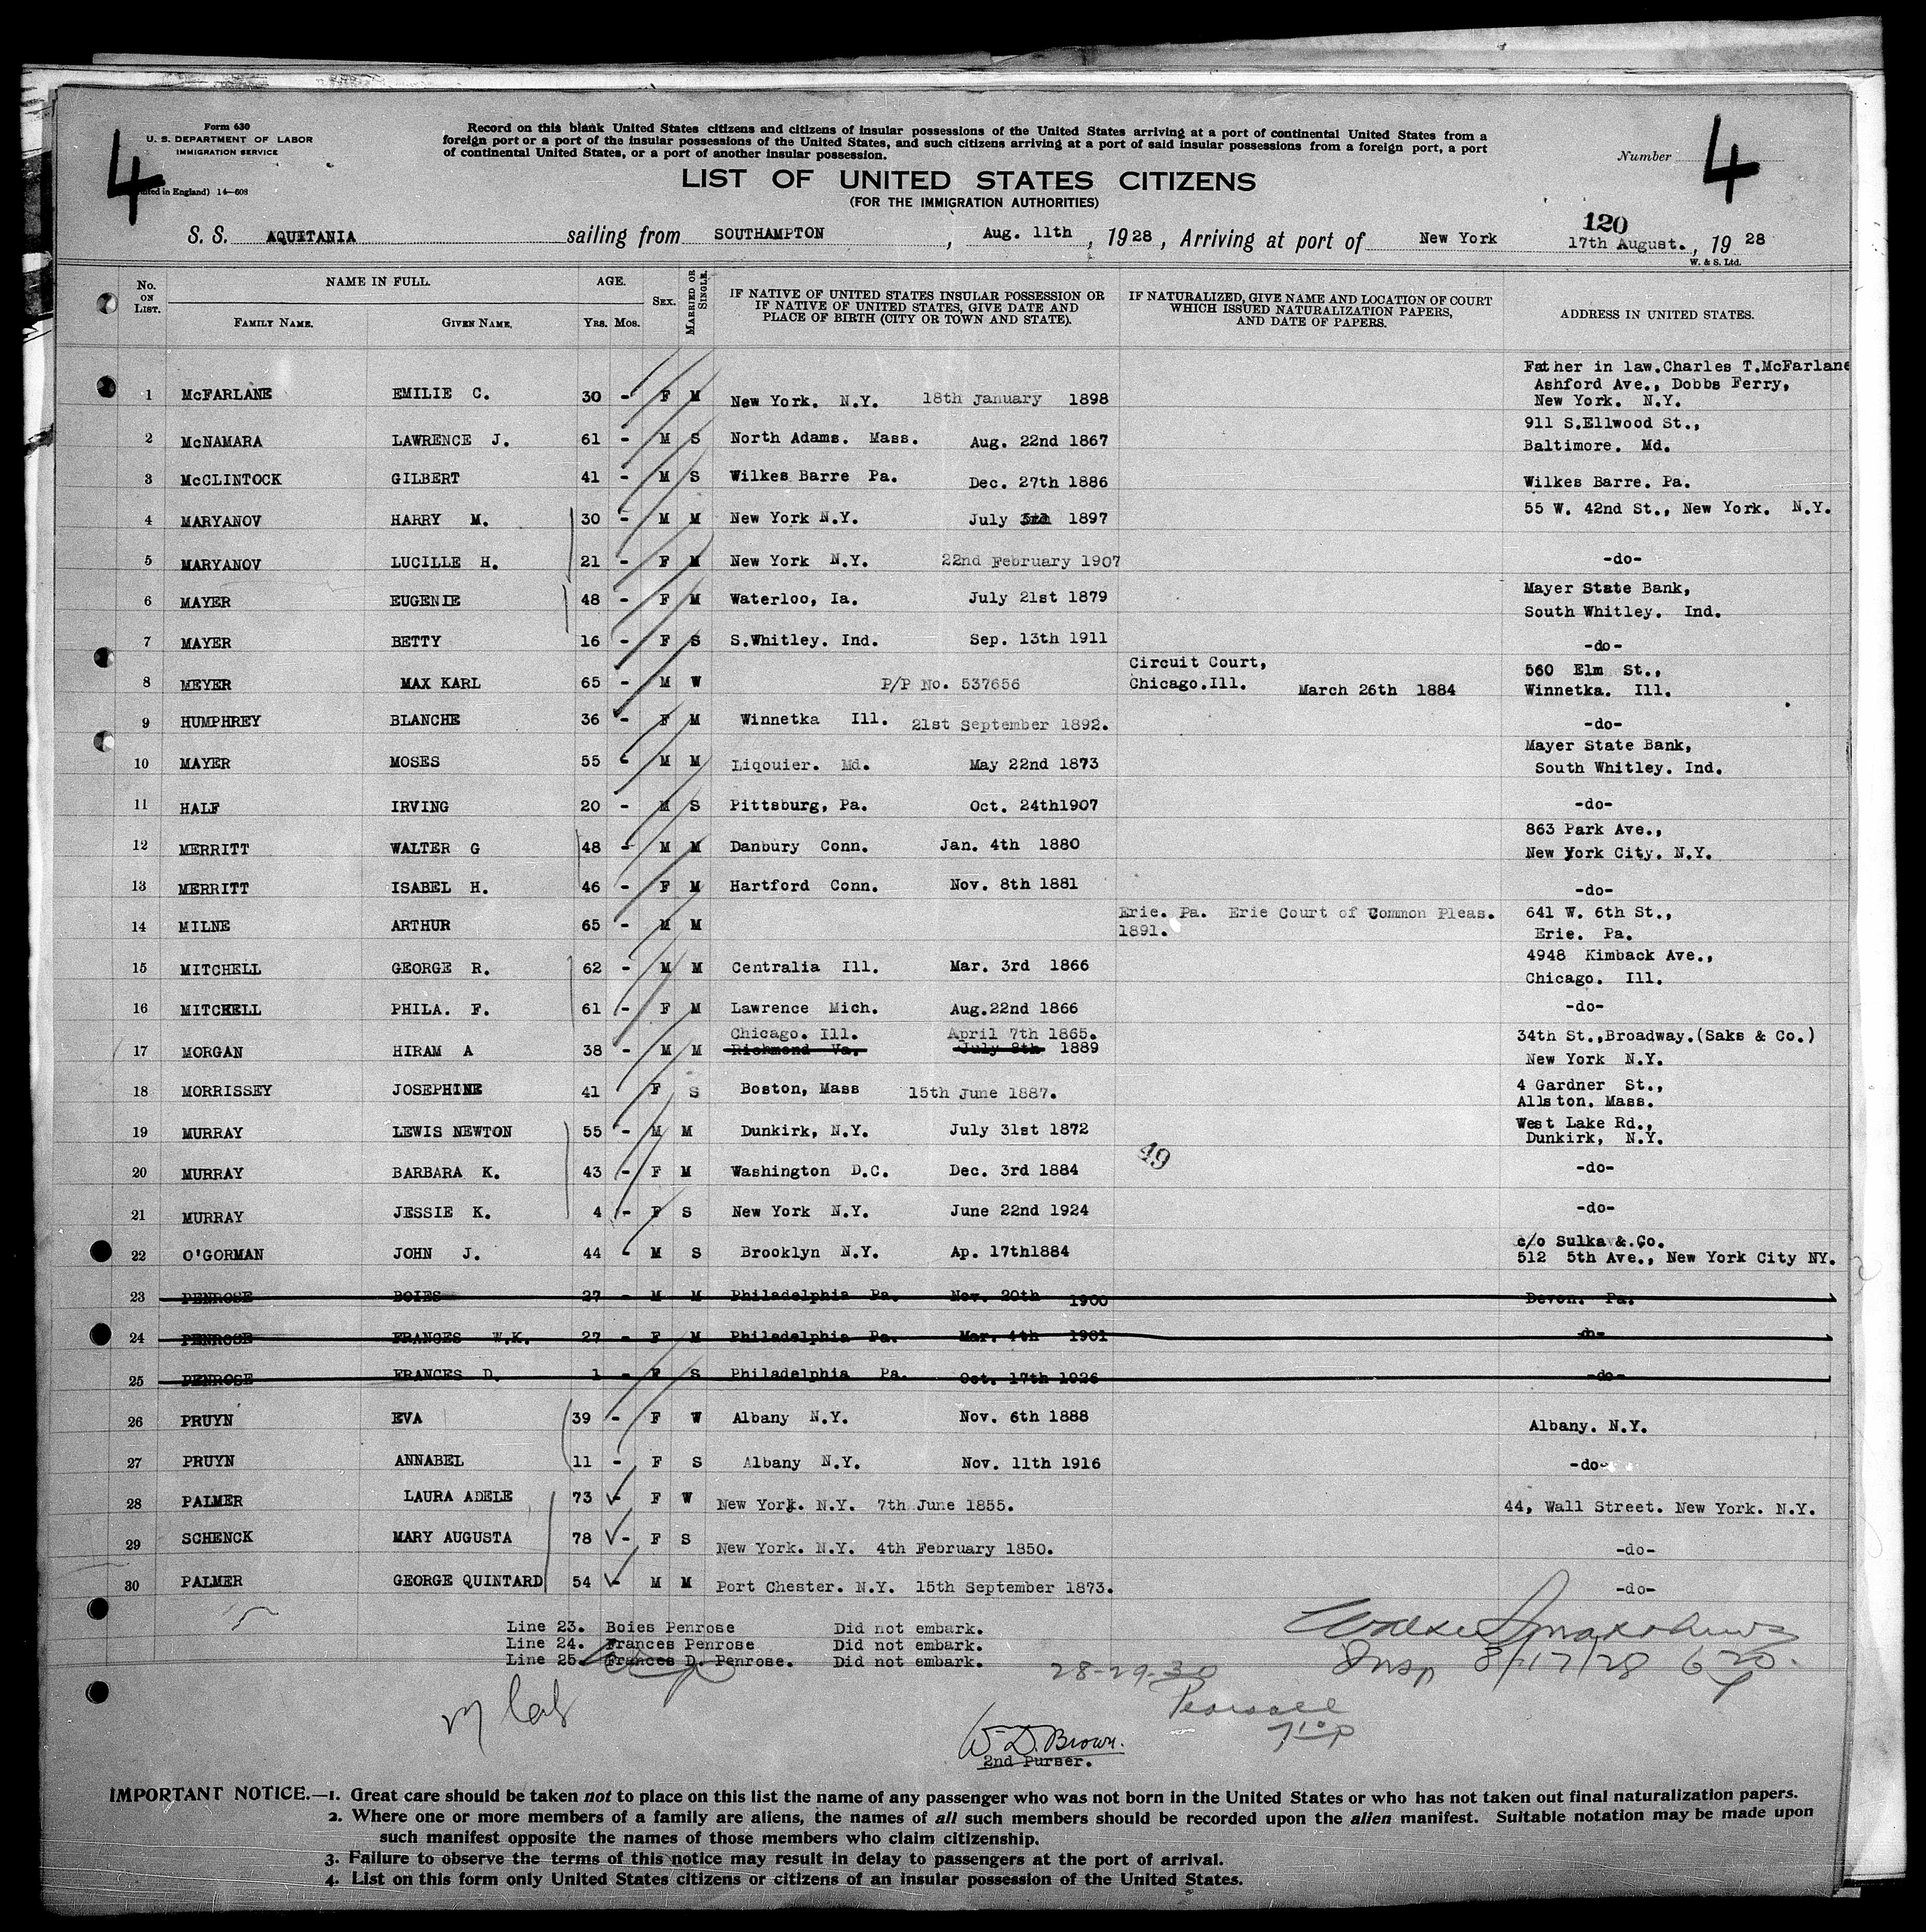 4
Form 630
U. S. DEPARTMENT OF LABOR
IMMIGRATION SERVICE
in England) 14—608
Record on this blank United States citizens and citizens of insular possessions of the United States arriving at a port of continental United States from a
foreign port or a port of the insular possessions of the United States, and such citizens arriving at a port of said insular possessions from a foreign port, a port
of continental United States, or a port of another insular possession.
Number 4
LIST OF UNITED STATES CITIZENS
(FOR THE IMMIGRATION AUTHORITIES)
120
S. S. AQUITANIA sailing from SOUTHAMPTON, Aug. 11th, 1928, Arriving at port of New York 17th August., 1928
W. & S. Ltd.
No. ON LIST. NAME IN FULL. FAMILY NAME. GIVEN NAME. AGE. Yrs. Mos. SEX. MARRIED OR SINGLE. IF NATIVE OF UNITED STATES INSULAR POSSESSION OR IF NATIVE OF UNITED STATES, GIVE DATE AND PLACE OF BIRTH (CITY OR TOWN AND STATE). IF NATURALIZED, GIVE NAME AND LOCATION OF COURT WHICH ISSUED NATURALIZATION PAPERS, AND DATE OF PAPERS. ADDRESS IN UNITED STATES.
1 McFARLANE EMILIE C. 30 - F M New York. N.Y. 18th January 1898 Father in law.Charles T.McFarlane Ashford Ave., Dobbs Ferry, New York. N.Y.
2 McNAMARA LAWRENCE J. 61 - M S North Adams. Mass. Aug. 22nd 1867 911 S.Ellwood St., Baltimore. Md.
3 McCLINTOCK GILBERT 41 - M S Wilkes Barre Pa. Dec. 27th 1886 Wilkes Barre. Pa.
4 MARYANOV HARRY M. 30 - M M New York N.Y. July 1897 55 W. 42nd St., New York. N.Y.
5 MARYANOV LUCILLE H. 21 - F M New York N.Y. 22nd February 1907 -do-
6 MAYER EUGENIE 48 - F M Waterloo, Ia. July 21st 1879 Mayer State Bank, South Whitley. Ind.
7 MAYER BETTY 16 - F S S.Whitley. Ind. Sep. 13th 1911 -do-
8 MEYER MAX KARL 65 - M W P/P No. 537656 Circuit Court, Chicago.Ill. March 26th 1884 560 Elm St., Winnetka. Ill.
9 HUMPHREY BLANCHE 36 - F M Winnetka Ill. 21st September 1892. -do-
10 MAYER MOSES 55 - M M Liqouier. Md. May 22nd 1873 Mayer State Bank, South Whitley. Ind.
11 HALF IRVING 20 - M S Pittsburg, Pa. Oct. 24th1907 -do-
12 MERRITT WALTER G 48 - M M Danbury Conn. Jan. 4th 1880 863 Park Ave., New York City. N.Y.
13 MERRITT ISABEL H. 46 - F M Hartford Conn. Nov. 8th 1881 -do-
14 MILNE ARTHUR 65 - M M Erie. Pa. Erie Court of Common Pleas. 1891. 641 W. 6th St., Erie. Pa.
15 MITCHELL GEORGE R. 62 - M M Centralia Ill. Mar. 3rd 1866 4948 Kimback Ave., Chicago. Ill.
16 MITCHELL PHILA. F. 61 - F M Lawrence Mich. Aug.22nd 1866 -do-
17 MORGAN HIRAM A 38 - M M Chicago. Ill. April 7th 1865. Richmond Va. July 8th 1889 34th St.,Broadway.(Saks & Co.) New York N.Y.
18 MORRISSEY JOSEPHINE 41 F S Boston, Mass 15th June 1887. 4 Gardner St., Allston. Mass.
19 MURRAY LEWIS NEWTON 55 - M M Dunkirk, N.Y. July 31st 1872 West Lake Rd., Dunkirk, N.Y.
49
20 MURRAY BARBARA K. 43 - F M Washington D.C. Dec. 3rd 1884 -do-
21 MURRAY JESSIE K. 4 - F S New York N.Y. June 22nd 1924 -do-
22 O'GORMAN JOHN J. 44 - M S Brooklyn N.Y. Ap. 17th1884 c/o Sulka & Co. 512 5th Ave., New York City NY.
23 PENROSE BOIES 27 - M M Philadelphia Pa. Nov. 20th 1900 Devon. Pa.
24 PENROSE FRANCES W.K. 27 - F M Philadelphia Pa. Mar. 4th 1901 -do-
25 PENROSE FRANCES D. 1 - F S Philadelphia Pa. Oct. 17th 1926 -do-
26 PRUYN EVA 39 - F W Albany N.Y. Nov. 6th 1888 Albany. N.Y.
27 PRUYN ANNABEL 11 - F S Albany N.Y. Nov. 11th 1916 -do-
28 PALMER LAURA ADELE 73 - F W New York. N.Y. 7th June 1855. 44, Wall Street. New York. N.Y.
29 SCHENCK MARY AUGUSTA 78 - F S New York. N.Y. 4th February 1850. -do-
30 PALMER GEORGE QUINTARD 54 - M M Port Chester. N.Y. 15th September 1873. -do-
Line 23. Boies Penrose Did not embark.
Line 24. Frances Penrose Did not embark.
Line 25. Frances D. Penrose. Did not embark.
28-29-30
Insp 8/17/28
Pearsall
W. D. Brown.
2nd Purser.
IMPORTANT NOTICE.—1. Great care should be taken not to place on this list the name of any passenger who was not born in the United States or who has not taken out final naturalization papers.
2. Where one or more members of a family are aliens, the names of all such members should be recorded upon the alien manifest. Suitable notation may be made upon
such manifest opposite the names of those members who claim citizenship.
3. Failure to observe the terms of this notice may result in delay to passengers at the port of arrival.
4. List on this form only United States citizens or citizens of an insular possession of the United States.